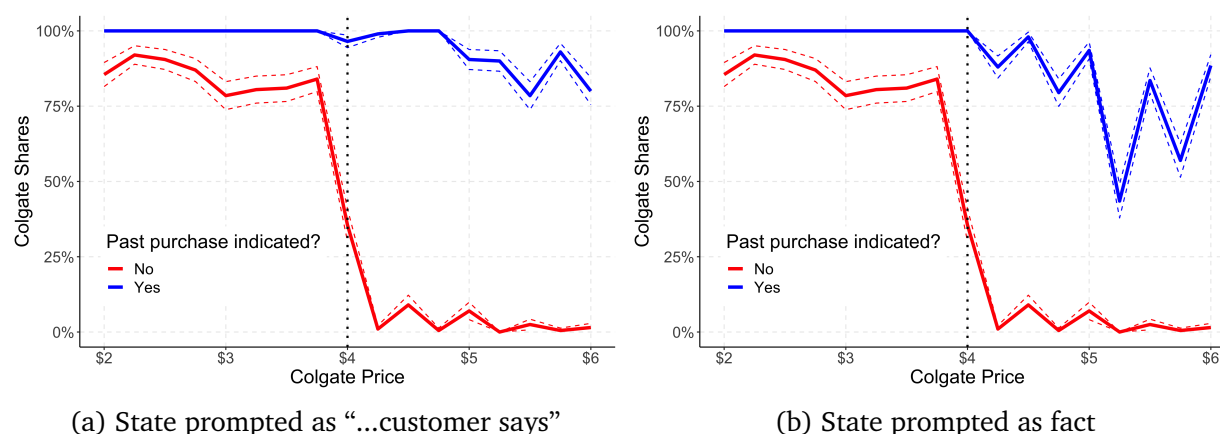 100%
75%
50%
25%
0%
Colgate Shares
Past purchase indicated?
No
Yes
$2
$3
$4
$5
$6
Colgate Price
(a) State prompted as “...customer says”
100%
75%
50%
25%
0%
Colgate Shares
Past purchase indicated?
No
Yes
$2
$3
$4
$5
$6
Colgate Price
(b) State prompted as fact